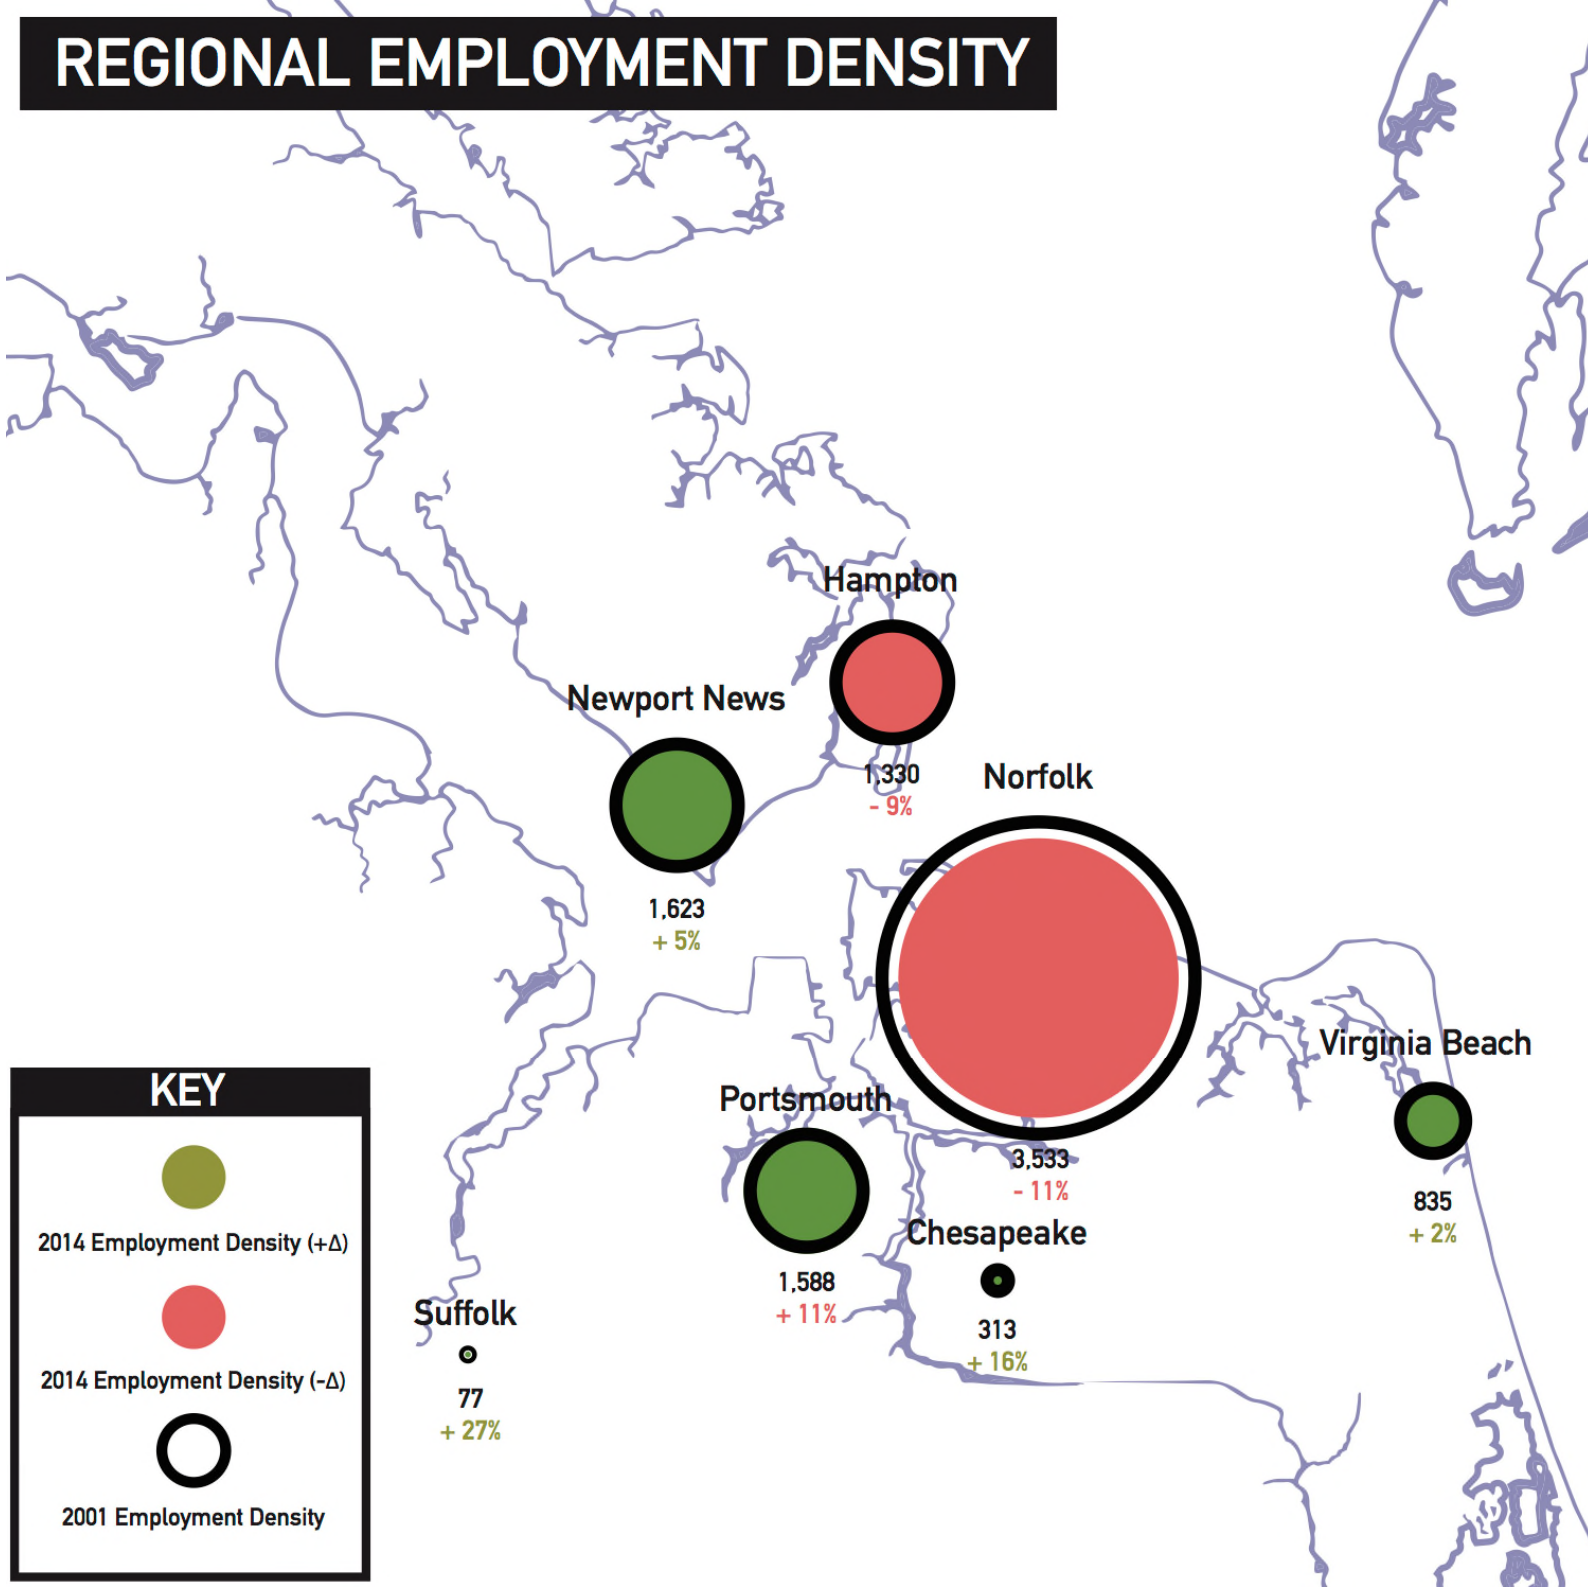 REGIONAL EMPLOYMENT DENSITY
Hampton
1,330
- 9%
Newport News
1,623
+ 5%
Norfolk
3,533
- 11%
Virginia Beach
835
+ 2%
Portsmouth
1,588
+ 11%
Chesapeake
313
+ 16%
Suffolk
77
+ 27%
KEY
2014 Employment Density (+Δ)
2014 Employment Density (-Δ)
2001 Employment Density